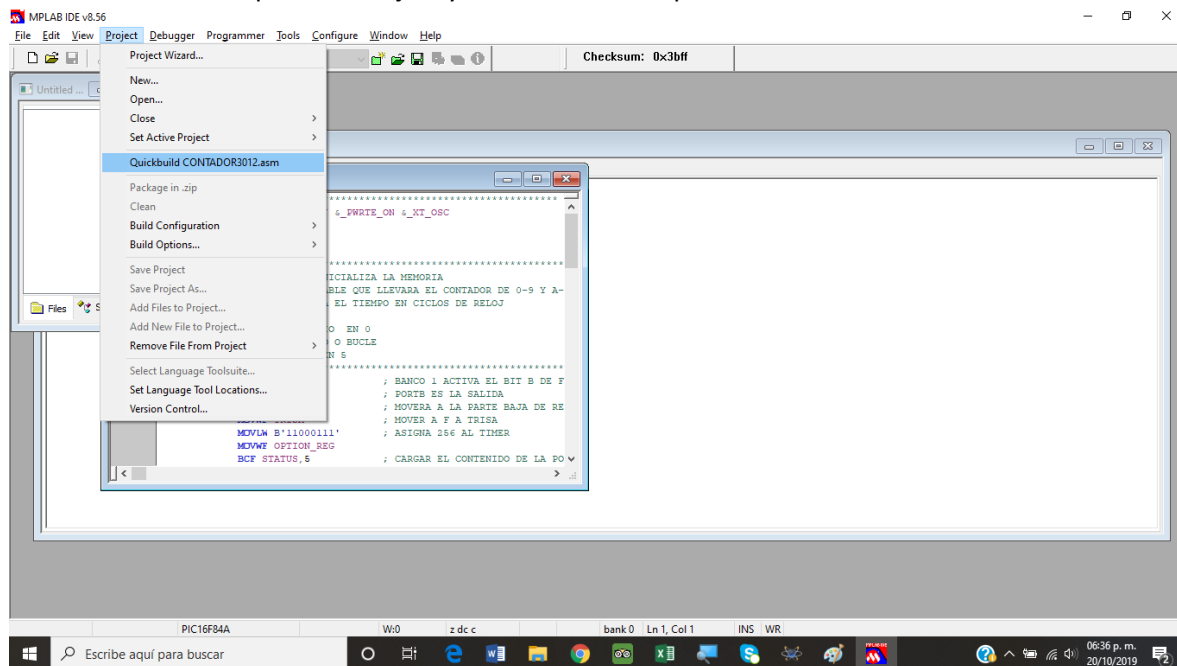 MPLAB IDE v8.56
File Edit View Project Debugger Programmer Tools Configure Window Help
Checksum: 0x3bff
Project Wizard...
New...
Open...
Close
Set Active Project
Quickbuild CONTADOR3012.asm
Package in .zip
Clean
Build Configuration
Build Options...
Save Project
Save Project As...
Add Files to Project...
Add New File to Project...
Remove File From Project
Select Language Toolsuite...
Set Language Tool Locations...
Version Control...
Untitled ...
Files
&_PWRTE_ON &_XT_OSC
ICIALIZA LA MEMORIA
BLE QUE LLEVARA EL CONTADOR DE 0-9 Y A-
EL TIEMPO EN CICLOS DE RELOJ
O EN 0
O BUCLE
N 5
; BANCO 1 ACTIVA EL BIT B DE F
; PORTB ES LA SALIDA
; MOVERA A LA PARTE BAJA DE RE
; MOVER A F A TRISA
MOVLW B'11000111' ; ASIGNA 256 AL TIMER
MOVWF OPTION_REG
BCF STATUS,5 ; CARGAR EL CONTENIDO DE LA PO
PIC16F84A W:0 z dc c bank 0 Ln 1, Col 1 INS WR
Escribe aquí para buscar
06:36 p. m.
20/10/2019